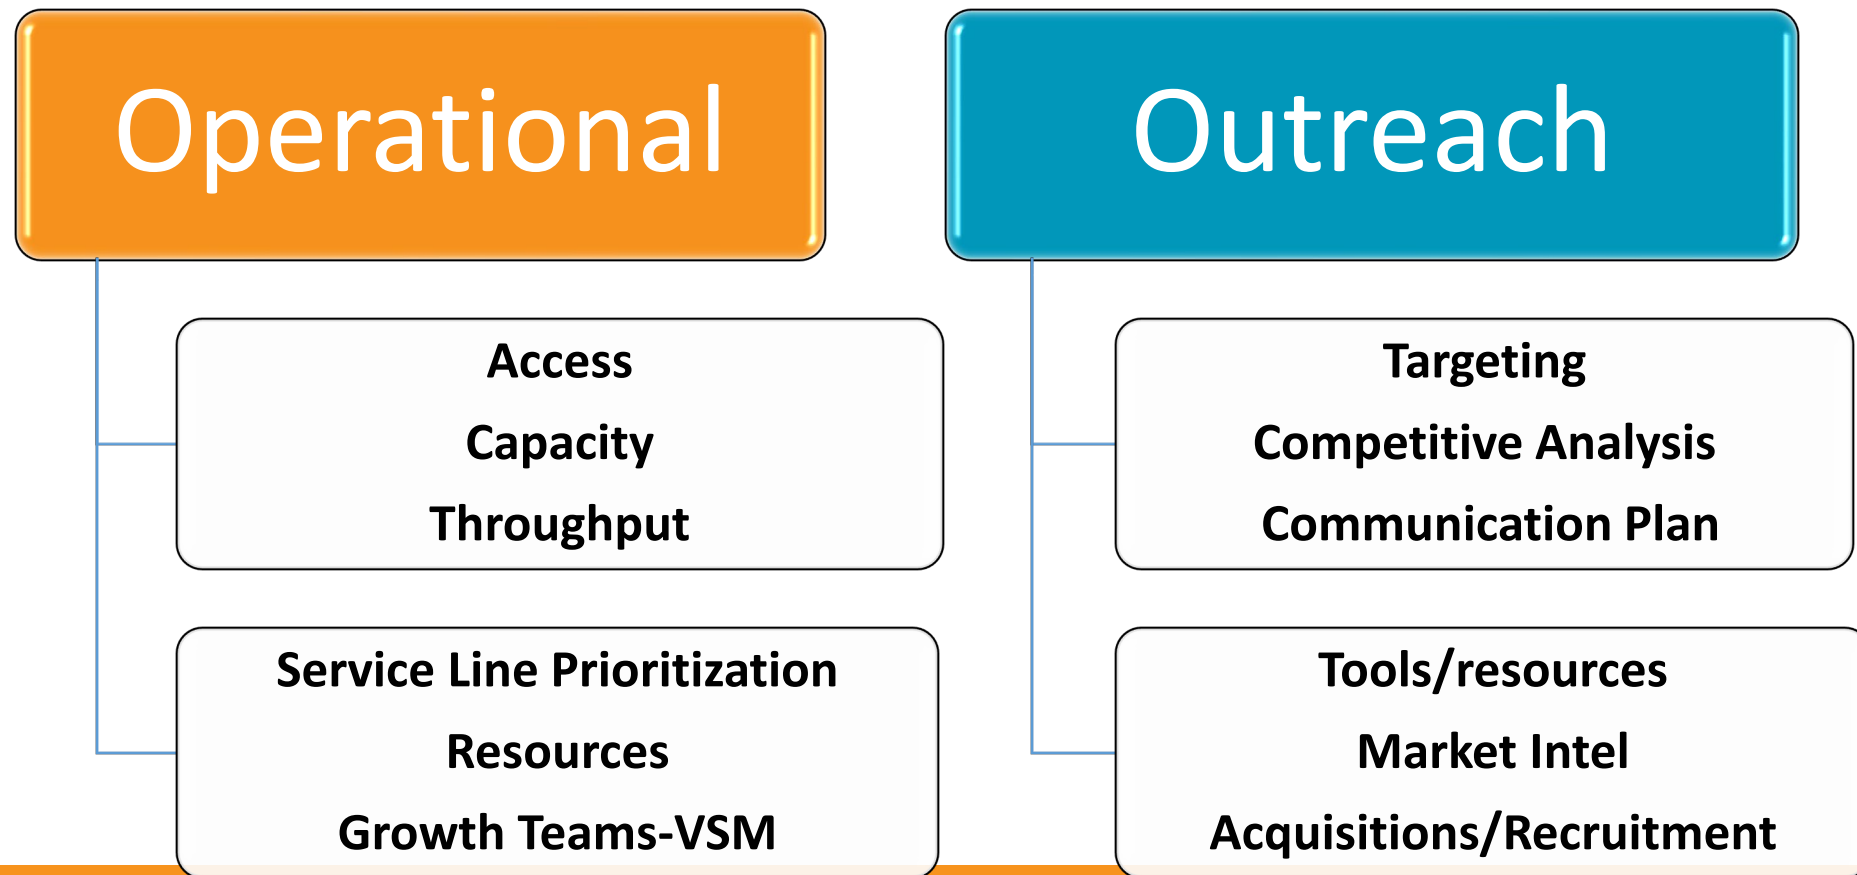 Operational
Access
Capacity
Throughput
Service Line Prioritization
Resources
Growth Teams-VSM
Outreach
Targeting
Competitive Analysis
Communication Plan
Tools/resources
Market Intel
Acquisitions/Recruitment